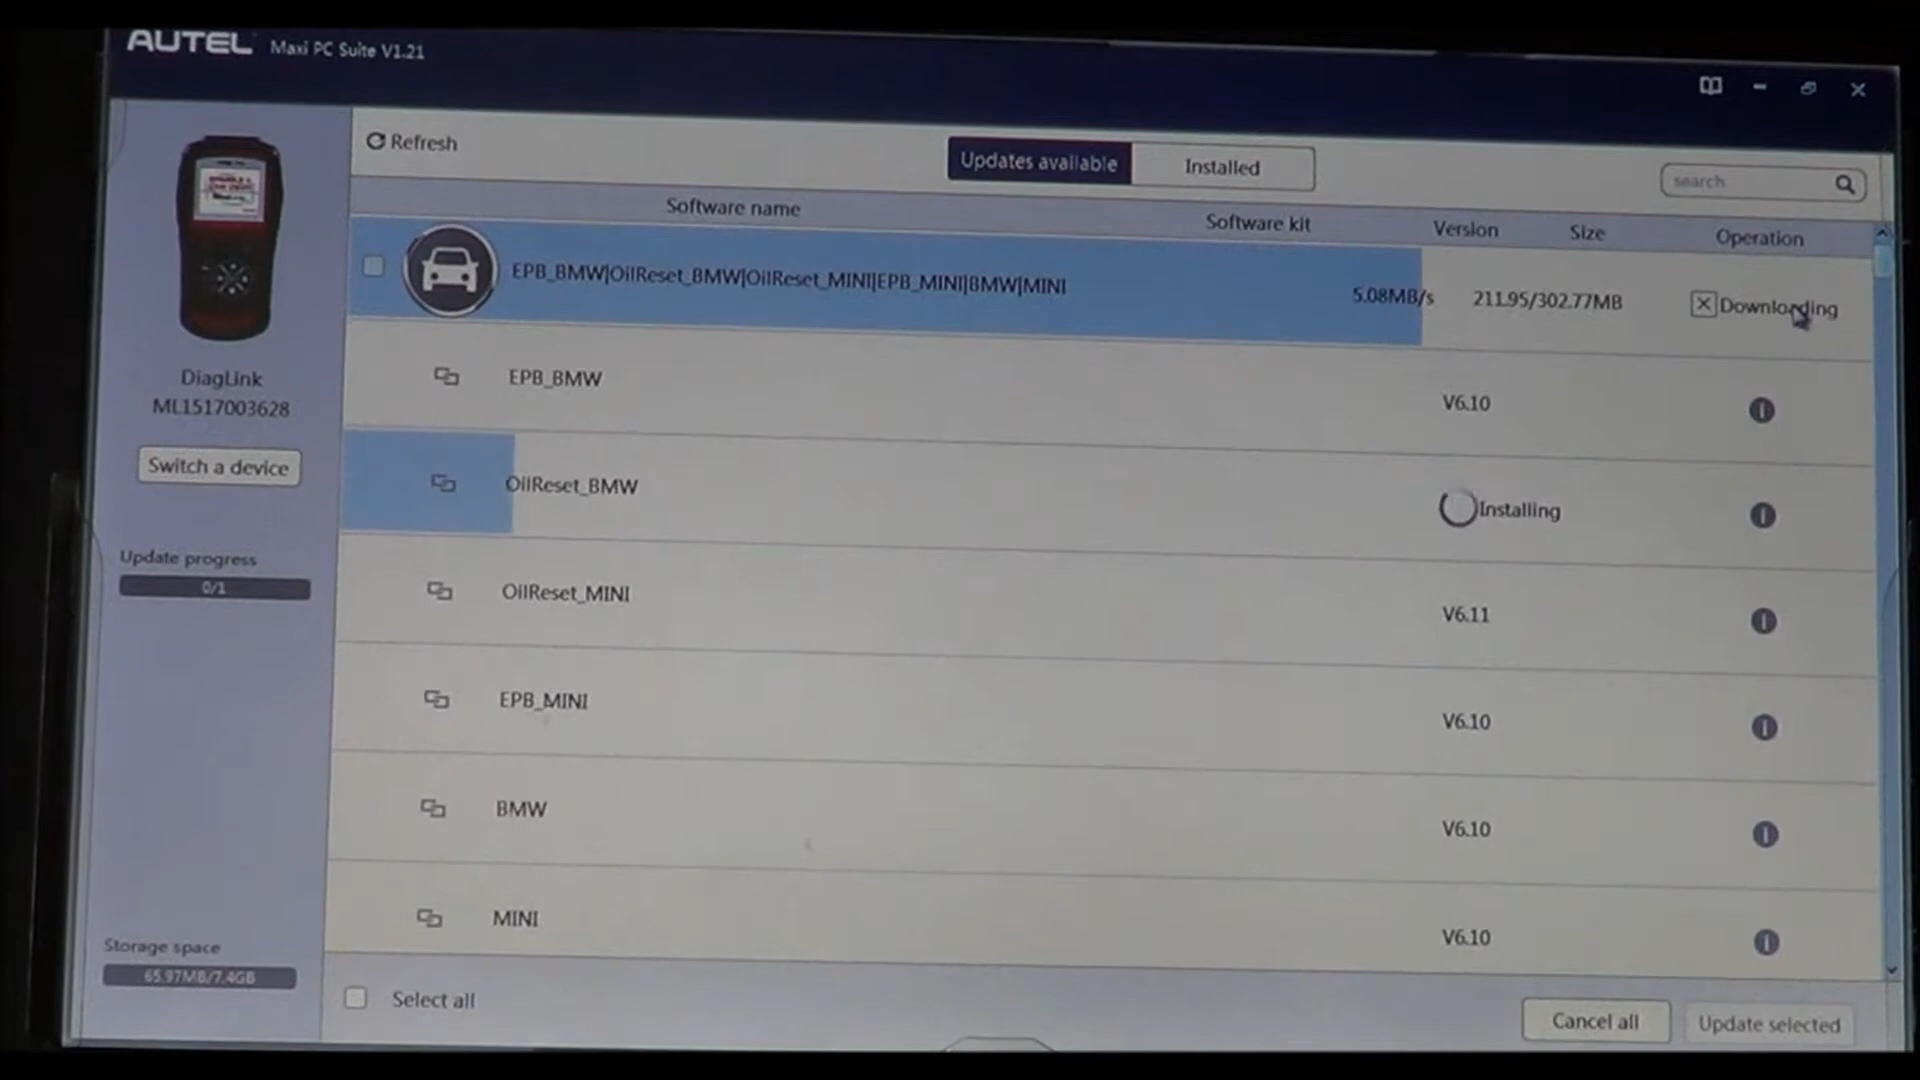 AUTEL Maxi PC Suite V1.21
Refresh
Updates available
Installed
search
Software name
Software kit
Version
Size
Operation
EPB_BMW|OilReset_BMW|OilReset_MINI|EPB_MINI|BMW|MINI
5.08MB/s
211.95/302.77MB
Downloading
EPB_BMW
V6.10
OilReset_BMW
Installing
OilReset_MINI
V6.11
EPB_MINI
V6.10
BMW
V6.10
MINI
V6.10
DiagLink
ML1517003628
Switch a device
Update progress
0/1
Storage space
65.97MB/7.4GB
Select all
Cancel all
Update selected